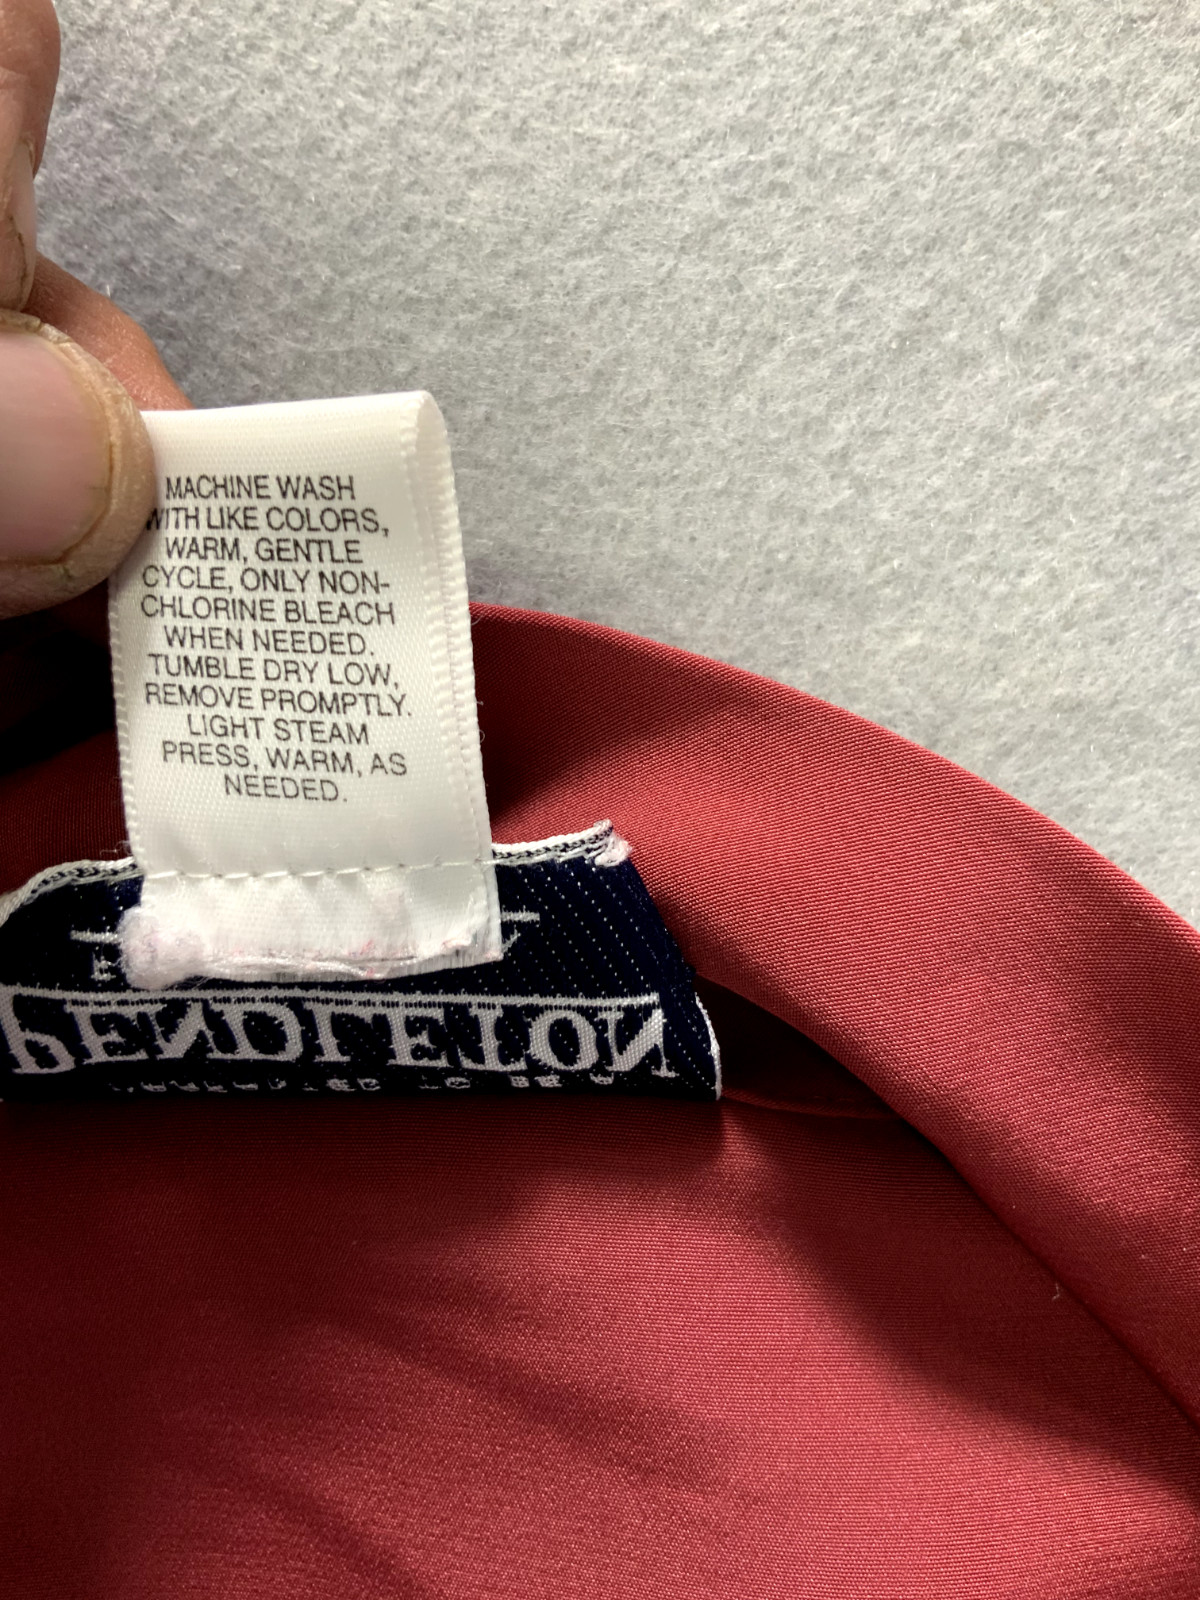 MACHINE WASH
WITH LIKE COLORS,
WARM, GENTLE
CYCLE, ONLY NON-
CHLORINE BLEACH
WHEN NEEDED.
TUMBLE DRY LOW,
REMOVE PROMPTLY.
LIGHT STEAM
PRESS, WARM, AS
NEEDED.
PENDLETON